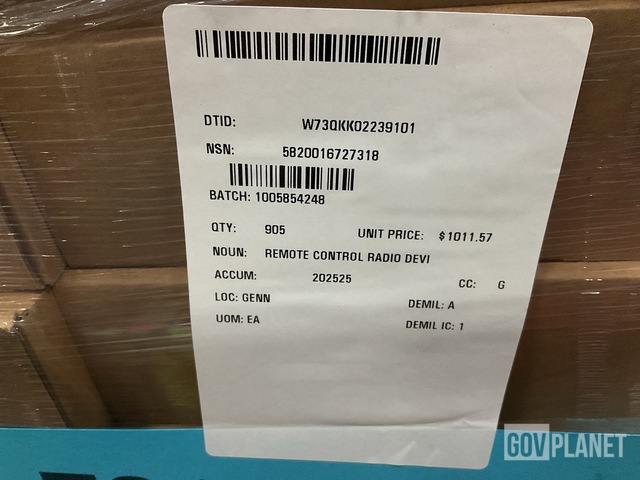 DTID: W73QKK02239101
NSN: 5820016727318
BATCH: 1005854248
QTY: 905 UNIT PRICE: $1011.57
NOUN: REMOTE CONTROL RADIO DEVI
ACCUM: 202525 CC: G
LOC: GENN DEMIL: A
UOM: EA DEMIL IC: 1
GOVPLANET